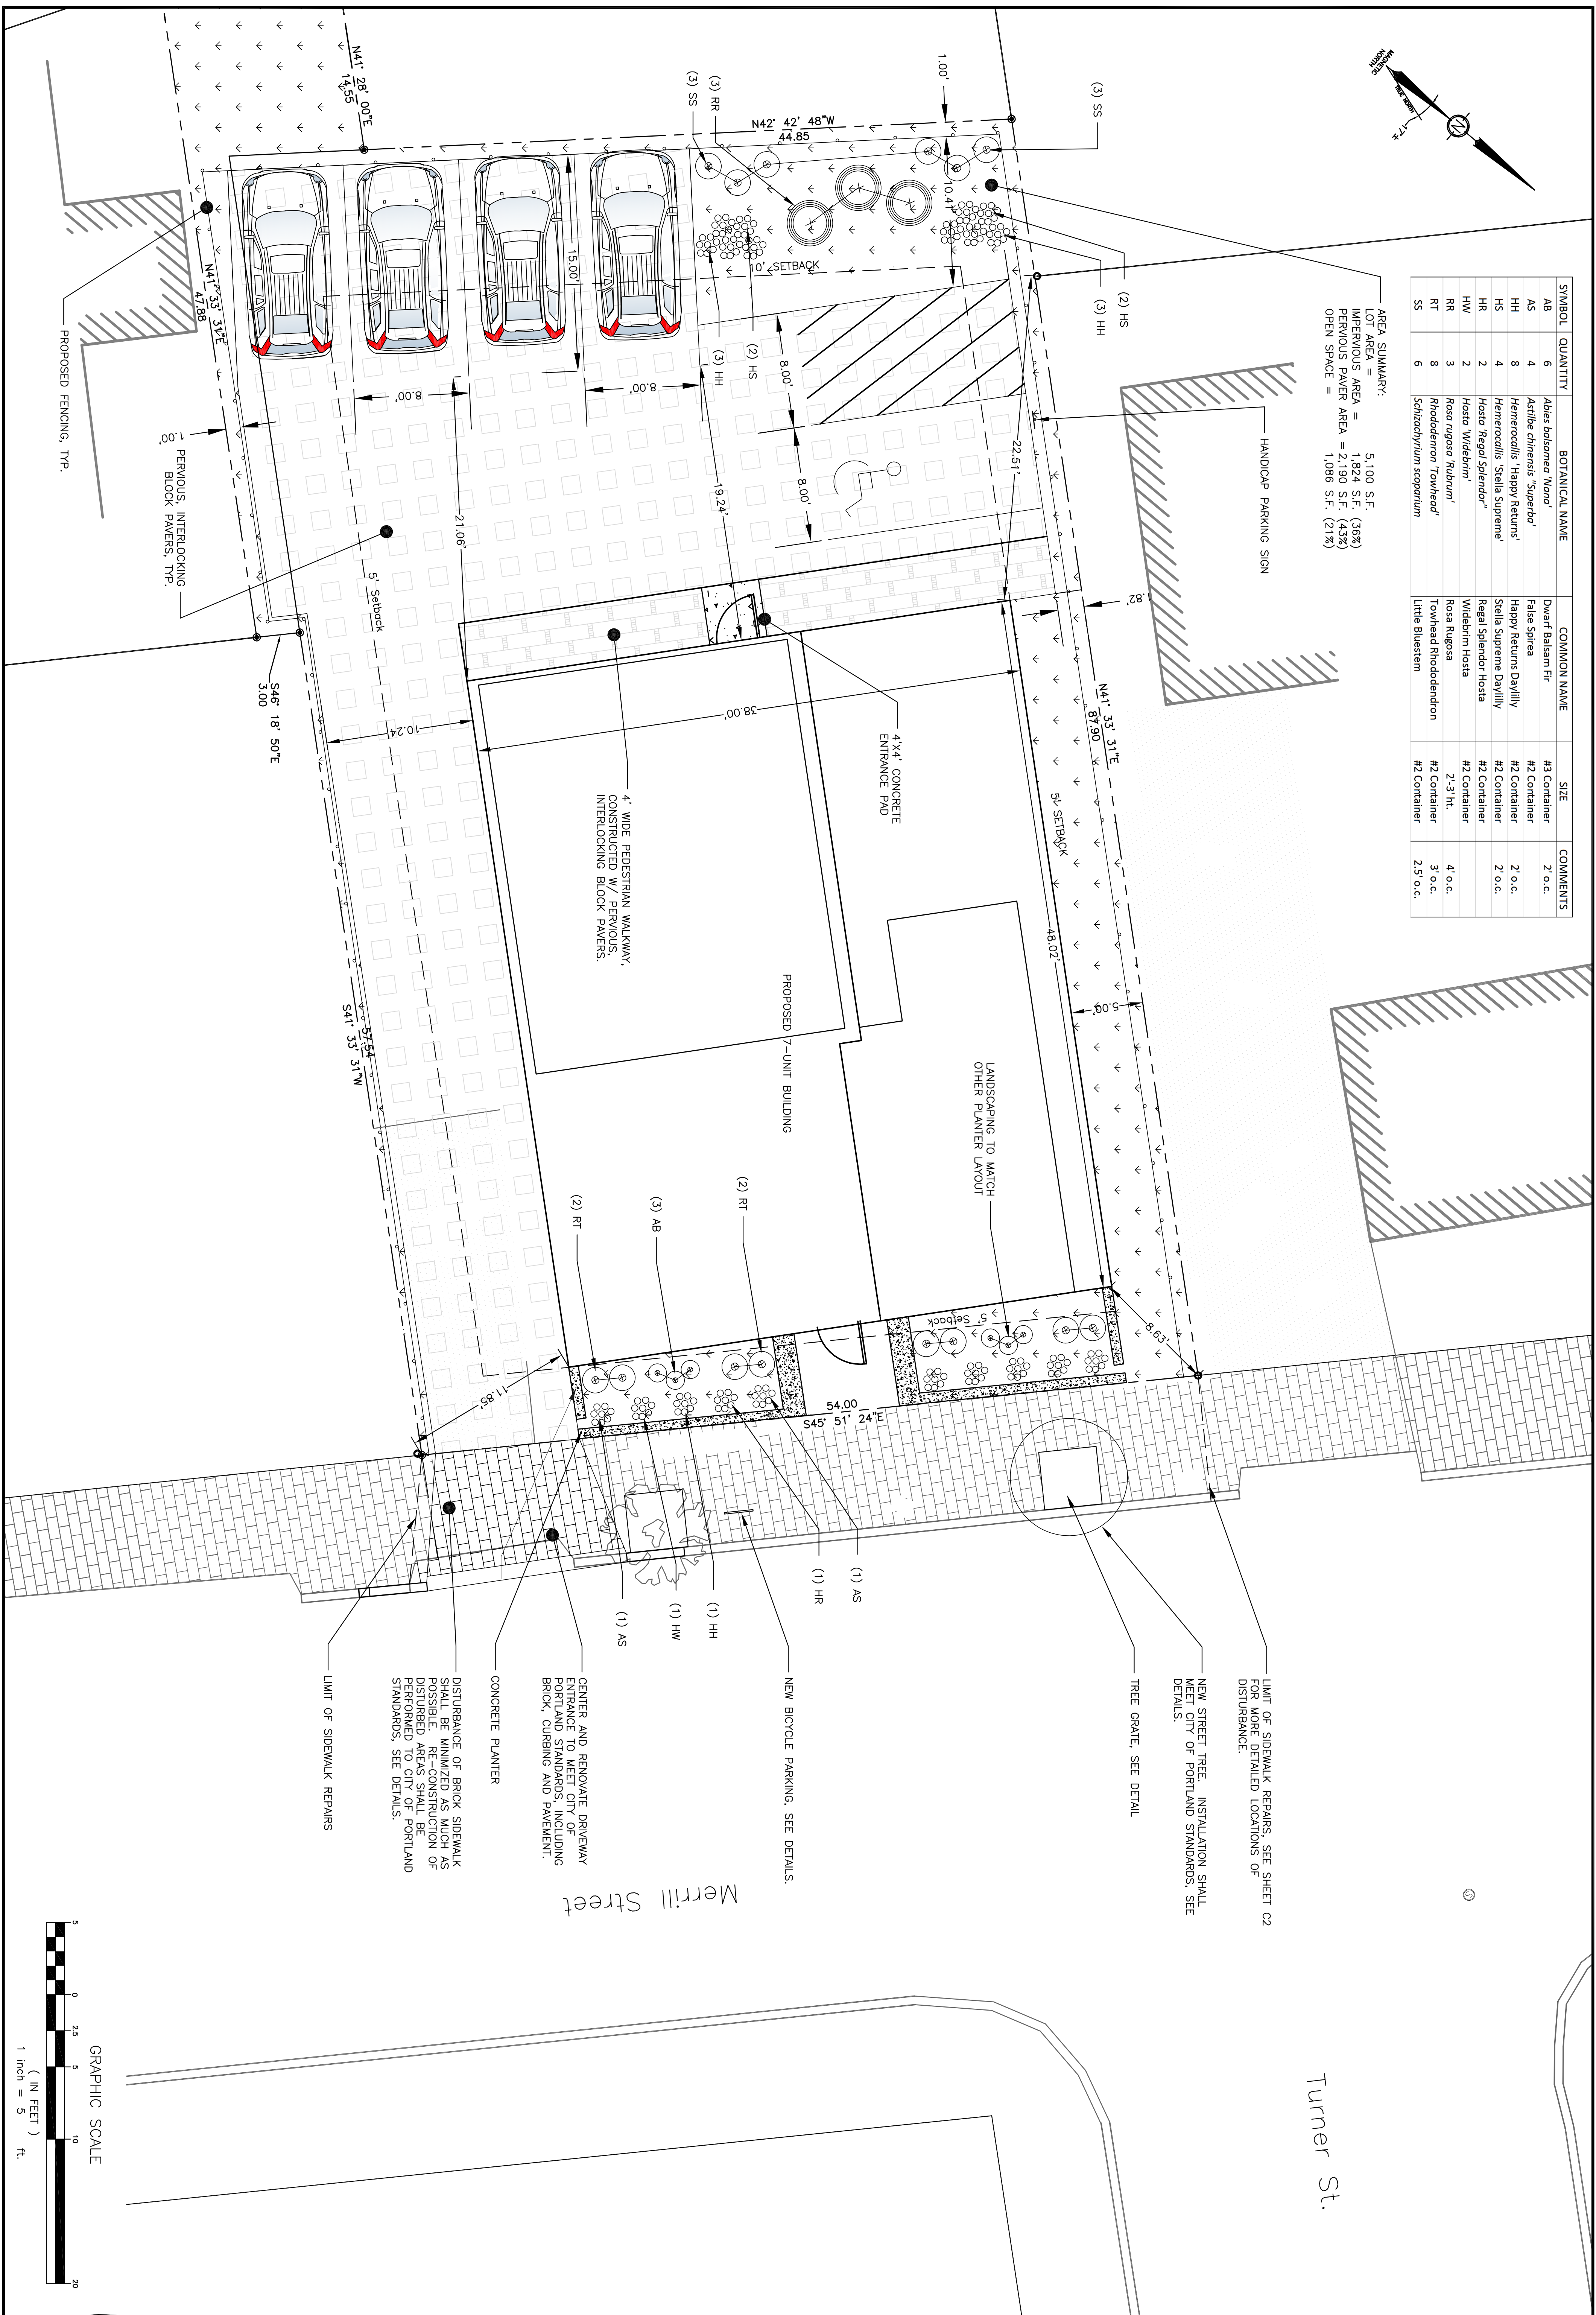 SYMBOL QUANTITY BOTANICAL NAME COMMON NAME SIZE COMMENTS
AB 6 Abies balsamea 'Nana' Dwarf Balsam Fir #3 Container 2' o.c.
AS 4 Astilbe chinensis "Superba' False Spirea #2 Container
HH 8 Hemerocallis 'Happy Returns' Happy Returns Daylilly #2 Container 2' o.c.
HS 4 Hemerocallis 'Stella Supreme' Stella Supreme Daylilly #2 Container 2' o.c.
HR 2 Hosta 'Regal Splendor" Regal Splendor Hosta #2 Container
HW 2 Hosta 'Widebrim' Widebrim Hosta #2 Container
RR 3 Rosa rugosa 'Rubrum' Rosa Rugosa 2'-3' ht. 4' o.c.
RT 8 Rhododenron 'Towhead' Towhead Rhododendron #2 Container 3' o.c.
SS 6 Schizachyrium scoparium Little Bluestem #2 Container 2.5' o.c.
AREA SUMMARY:
LOT AREA = 5,100 S.F.
IMPERVIOUS AREA = 1,824 S.F. (36%)
PERVIOUS PAVER AREA = 2,190 S.F. (43%)
OPEN SPACE = 1,086 S.F. (21%)
MAGNETIC
NORTH
TRUE NORTH
N
(3) SS
1.00'
N42° 42' 48"W
44.85
(3) RR
(3) SS
N41° 28' 00"E
14.55
10.41'
(2) HS
(3) HH
10' SETBACK
(2) HS
(3) HH
HANDICAP PARKING SIGN
15.00'
8.00'
8.00'
8.00'
8.00'
22.51'
19.24'
21.06'
N41° 33' 31"E
47.88
PROPOSED FENCING, TYP.
1.00'
PERVIOUS, INTERLOCKING
BLOCK PAVERS, TYP.
5' Setback
1.82'
N41° 33' 31"E
87.90
S46° 18' 50"E
3.00
10.24
38.00'
4'X4' CONCRETE
ENTRANCE PAD
4' WIDE PEDESTRIAN WALKWAY,
CONSTRUCTED W/ PERVIOUS,
INTERLOCKING BLOCK PAVERS.
5' SETBACK
48.02'
5.00'
PROPOSED 7-UNIT BUILDING
LANDSCAPING TO MATCH
OTHER PLANTER LAYOUT
57.54
S41° 33' 31"W
(2) RT
(3) AB
(2) RT
5' Setback
8.63'
11.85'
54.00
S45° 51' 24"E
(1) AS
(1) HR
(1) HH
(1) HW
(1) AS
LIMIT OF SIDEWALK REPAIRS, SEE SHEET C2
FOR MORE DETAILED LOCATIONS OF
DISTURBANCE.
NEW STREET TREE. INSTALLATION SHALL
MEET CITY OF PORTLAND STANDARDS, SEE
DETAILS.
TREE GRATE, SEE DETAIL
NEW BICYCLE PARKING, SEE DETAILS.
CENTER AND RENOVATE DRIVEWAY
ENTRANCE TO MEET CITY OF
PORTLAND STANDARDS, INCLUDING
BRICK, CURBING AND PAVEMENT.
CONCRETE PLANTER
DISTURBANCE OF BRICK SIDEWALK
SHALL BE MINIMIZED AS MUCH AS
POSSIBLE. RE-CONSTRUCTION OF
DISTURBED AREAS SHALL BE
PERFORMED TO CITY OF PORTLAND
STANDARDS, SEE DETAILS.
LIMIT OF SIDEWALK REPAIRS
Merrill Street
Turner St.
S
GRAPHIC SCALE
5 0 2.5 5 10 20
( IN FEET )
1 inch = 5 ft.